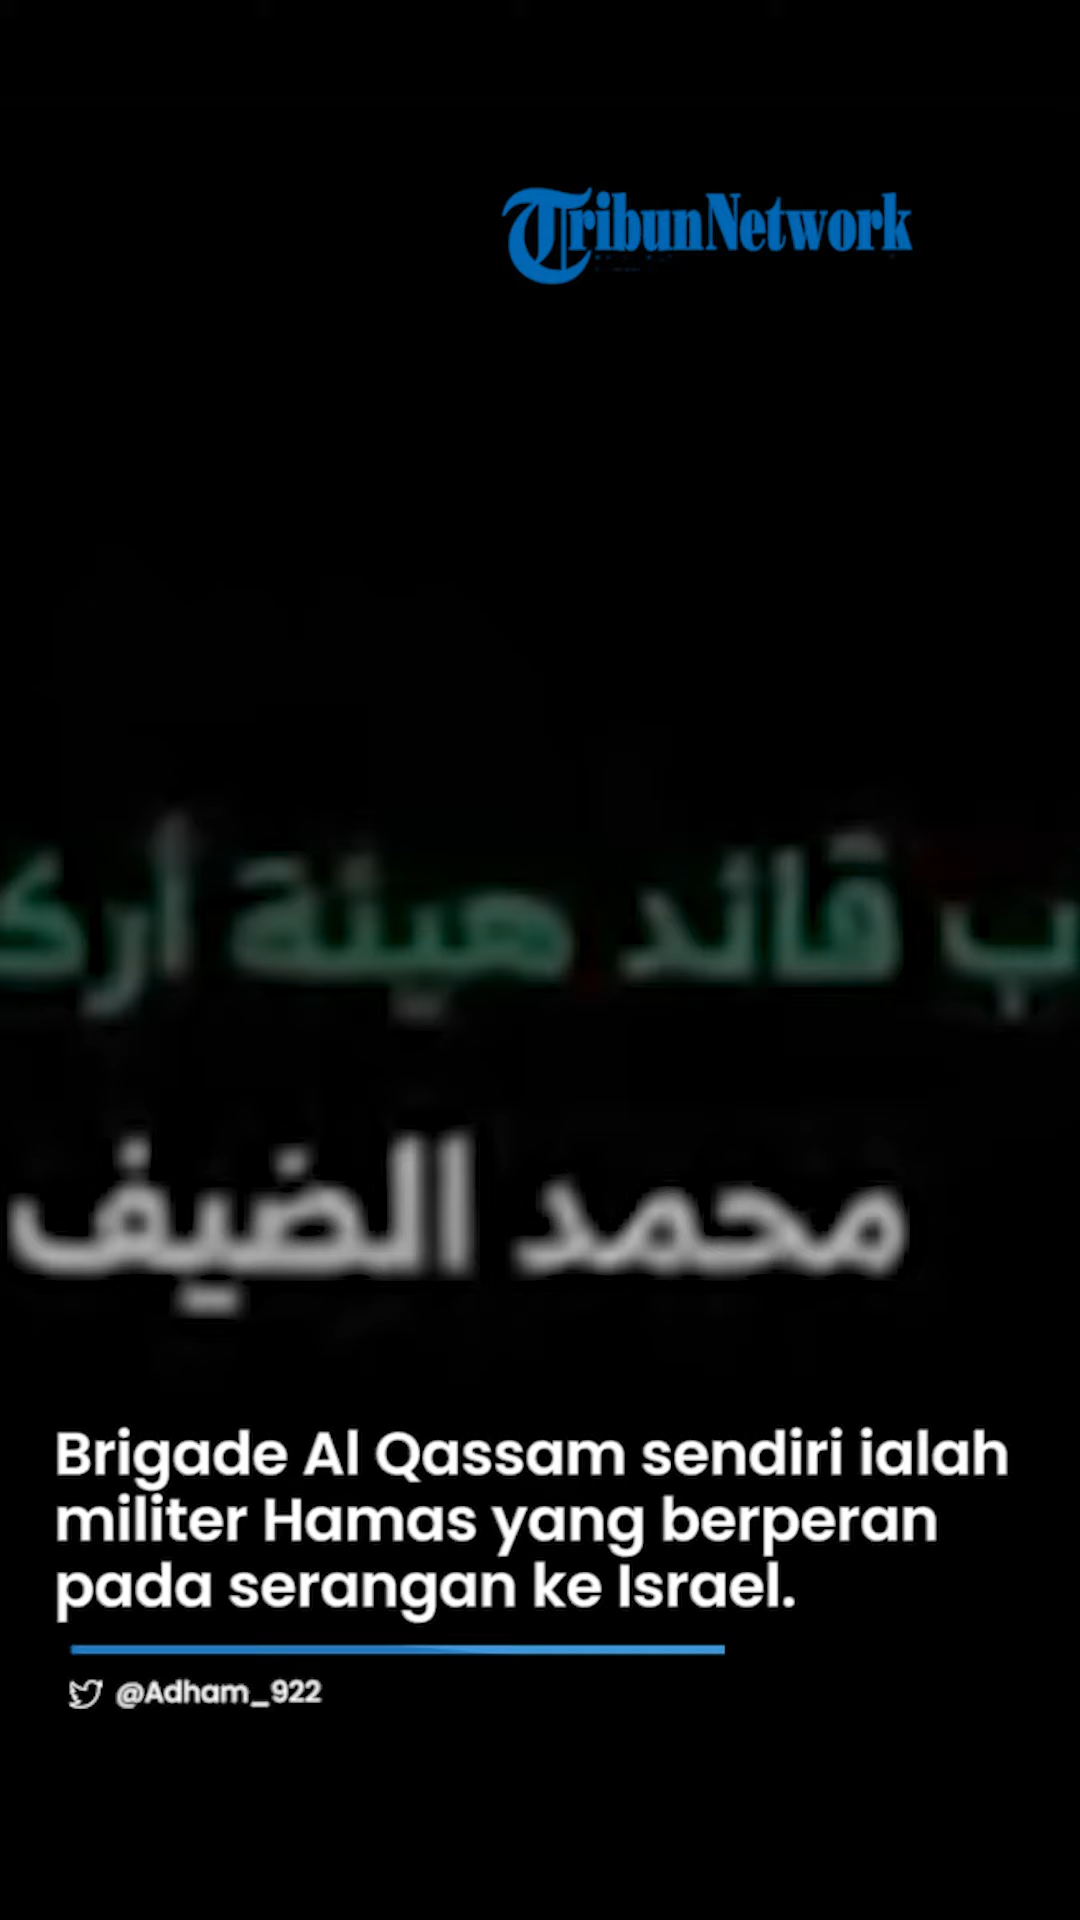 TribunNetwork
قائد هيئة
محمد الضيف
Brigade Al Qassam sendiri ialah
militer Hamas yang berperan
pada serangan ke Israel.
@Adham_922